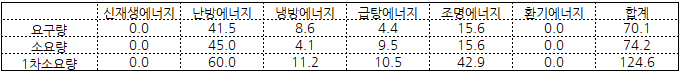 신재생에너지 난방에너지 냉방에너지 급탕에너지 조명에너지 환기에너지 합계
요구량 0.0 41.5 8.6 4.4 15.6 0.0 70.1
소요량 0.0 45.0 4.1 9.5 15.6 0.0 74.2
1차소요량 0.0 60.0 11.2 10.5 42.9 0.0 124.6